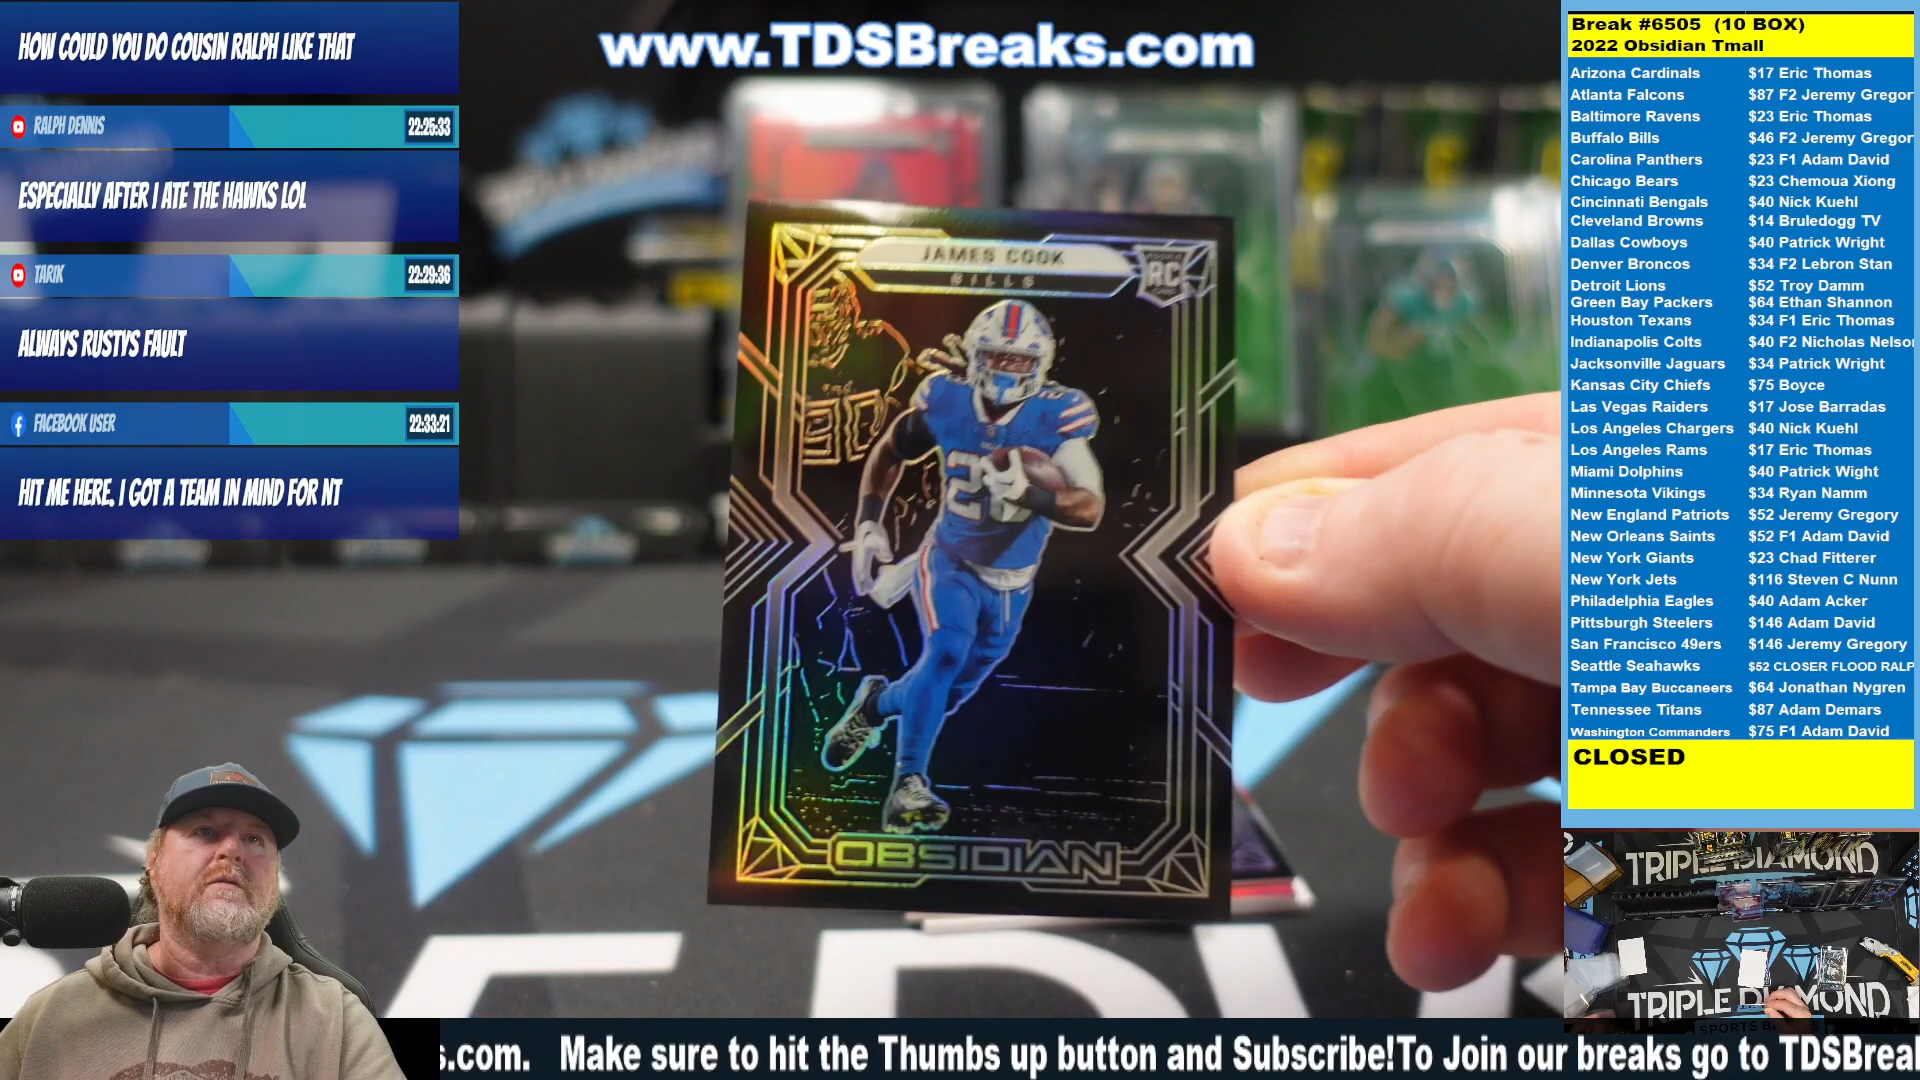 HOW COULD YOU DO COUSIN RALPH LIKE THAT
RALPH DENNIS
22:25:33
ESPECIALLY AFTER I ATE THE HAWKS LOL
TARIK
22:29:36
ALWAYS RUSTYS FAULT
FACEBOOK USER
22:33:21
HIT ME HERE. I GOT A TEAM IN MIND FOR NT
www.TDSBreaks.com
JAMES COOK
BILLS
RC
OBSIDIAN
Break #6505 (10 BOX)
2022 Obsidian Tmall
Arizona Cardinals $17 Eric Thomas
Atlanta Falcons $87 F2 Jeremy Gregor
Baltimore Ravens $23 Eric Thomas
Buffalo Bills $46 F2 Jeremy Gregor
Carolina Panthers $23 F1 Adam David
Chicago Bears $23 Chemoua Xiong
Cincinnati Bengals $40 Nick Kuehl
Cleveland Browns $14 Bruledogg TV
Dallas Cowboys $40 Patrick Wright
Denver Broncos $34 F2 Lebron Stan
Detroit Lions $52 Troy Damm
Green Bay Packers $64 Ethan Shannon
Houston Texans $34 F1 Eric Thomas
Indianapolis Colts $40 F2 Nicholas Nelson
Jacksonville Jaguars $34 Patrick Wright
Kansas City Chiefs $75 Boyce
Las Vegas Raiders $17 Jose Barradas
Los Angeles Chargers $40 Nick Kuehl
Los Angeles Rams $17 Eric Thomas
Miami Dolphins $40 Patrick Wight
Minnesota Vikings $34 Ryan Namm
New England Patriots $52 Jeremy Gregory
New Orleans Saints $52 F1 Adam David
New York Giants $23 Chad Fitterer
New York Jets $116 Steven C Nunn
Philadelphia Eagles $40 Adam Acker
Pittsburgh Steelers $146 Adam David
San Francisco 49ers $146 Jeremy Gregory
Seattle Seahawks $52 CLOSER FLOOD RALP
Tampa Bay Buccaneers $64 Jonathan Nygren
Tennessee Titans $87 Adam Demars
Washington Commanders $75 F1 Adam David
CLOSED
TRIPLE DIAMOND
TRIPLE DIAMOND
SPORTS
s.com. Make sure to hit the Thumbs up button and Subscribe!To Join our breaks go to TDSBreal